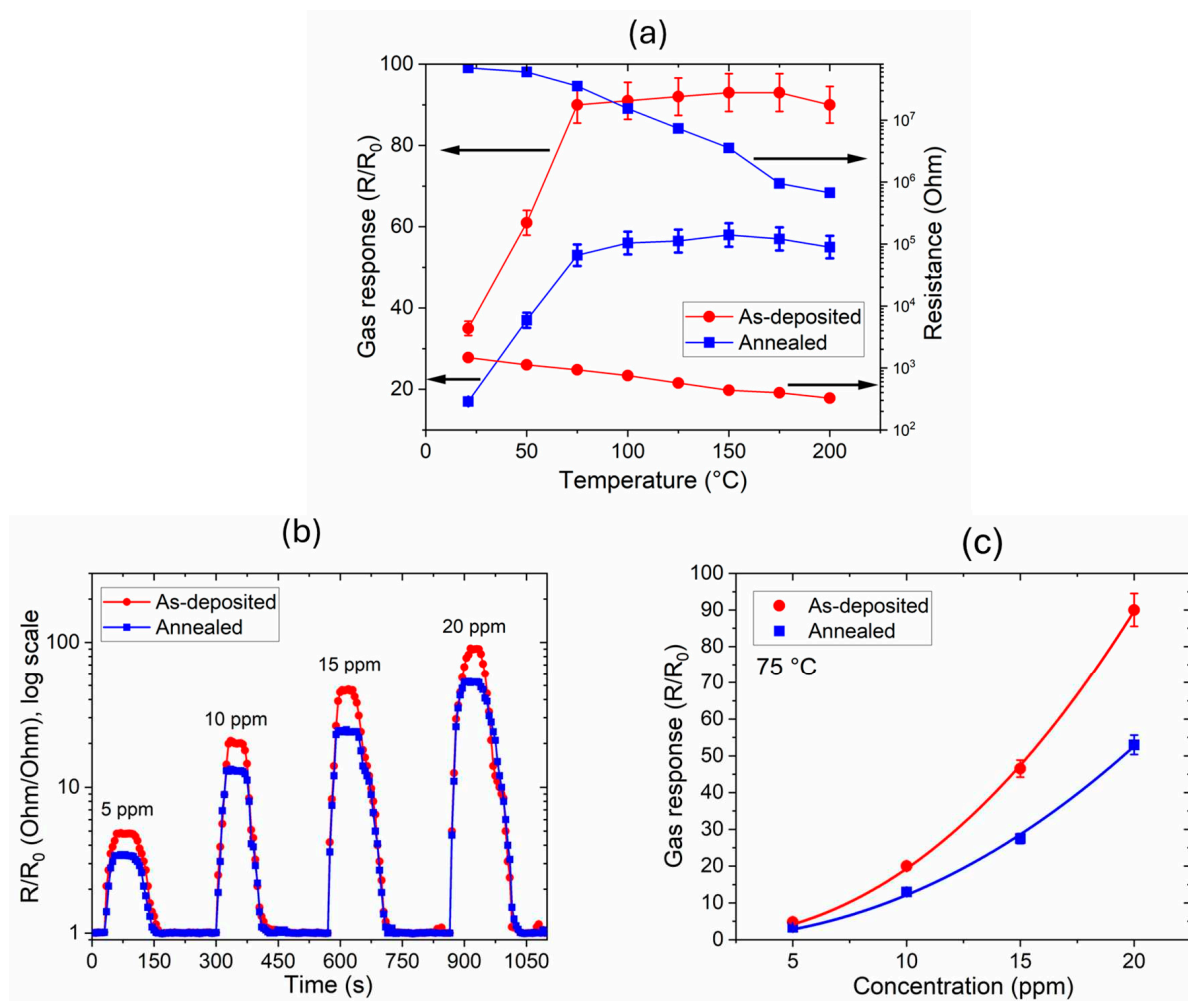 (a)
Gas response (R/R₀)
100
80
60
40
20
10⁷
10⁶
10⁵
10⁴
10³
10²
Resistance (Ohm)
As-deposited
Annealed
0 50 100 150 200
Temperature (°C)
(b)
R/R₀ (Ohm/Ohm), log scale
As-deposited
Annealed
100
10
1
5 ppm
10 ppm
15 ppm
20 ppm
0 150 300 450 600 750 900 1050
Time (s)
(c)
Gas response (R/R₀)
100
90
80
70
60
50
40
30
20
10
0
As-deposited
Annealed
75 °C
5 10 15 20
Concentration (ppm)